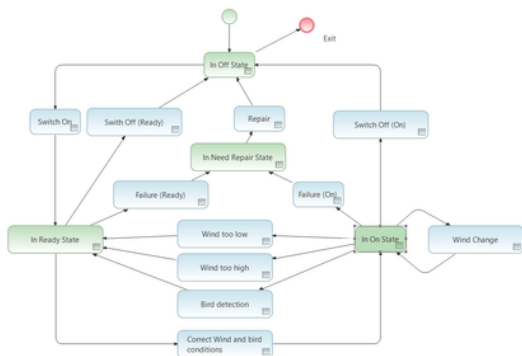 Exit
In Off State
Switch On
Swith Off (Ready)
Repair
Switch Off (On)
In Need Repair State
Failure (Ready)
Failure (On)
In Ready State
Wind too low
In On State
Wind Change
Wind too high
Bird detection
Correct Wind and bird
conditions